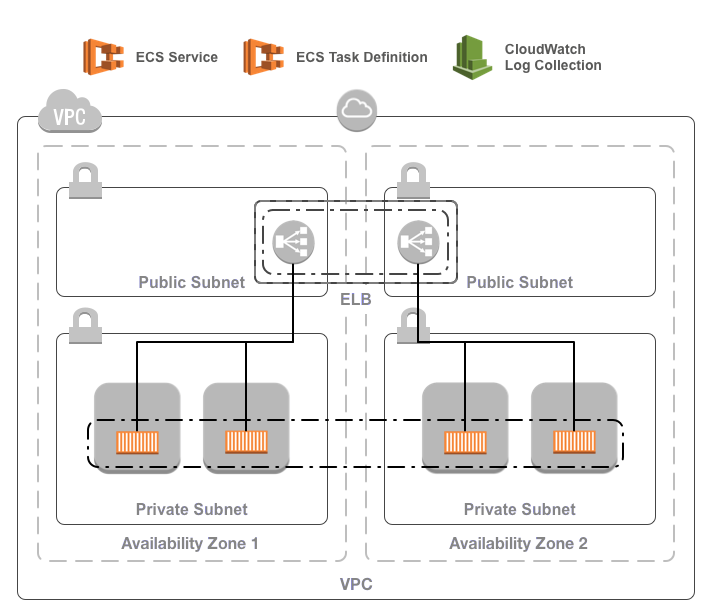 ECS Service
ECS Task Definition
CloudWatch
Log Collection
VPC
Public Subnet
Public Subnet
ELB
Private Subnet
Private Subnet
Availability Zone 1
Availability Zone 2
VPC